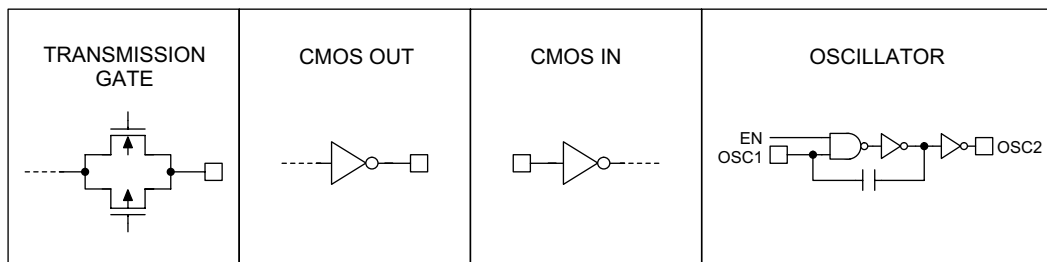 TRANSMISSION
GATE
CMOS OUT
CMOS IN
OSCILLATOR
EN
OSC1
OSC2